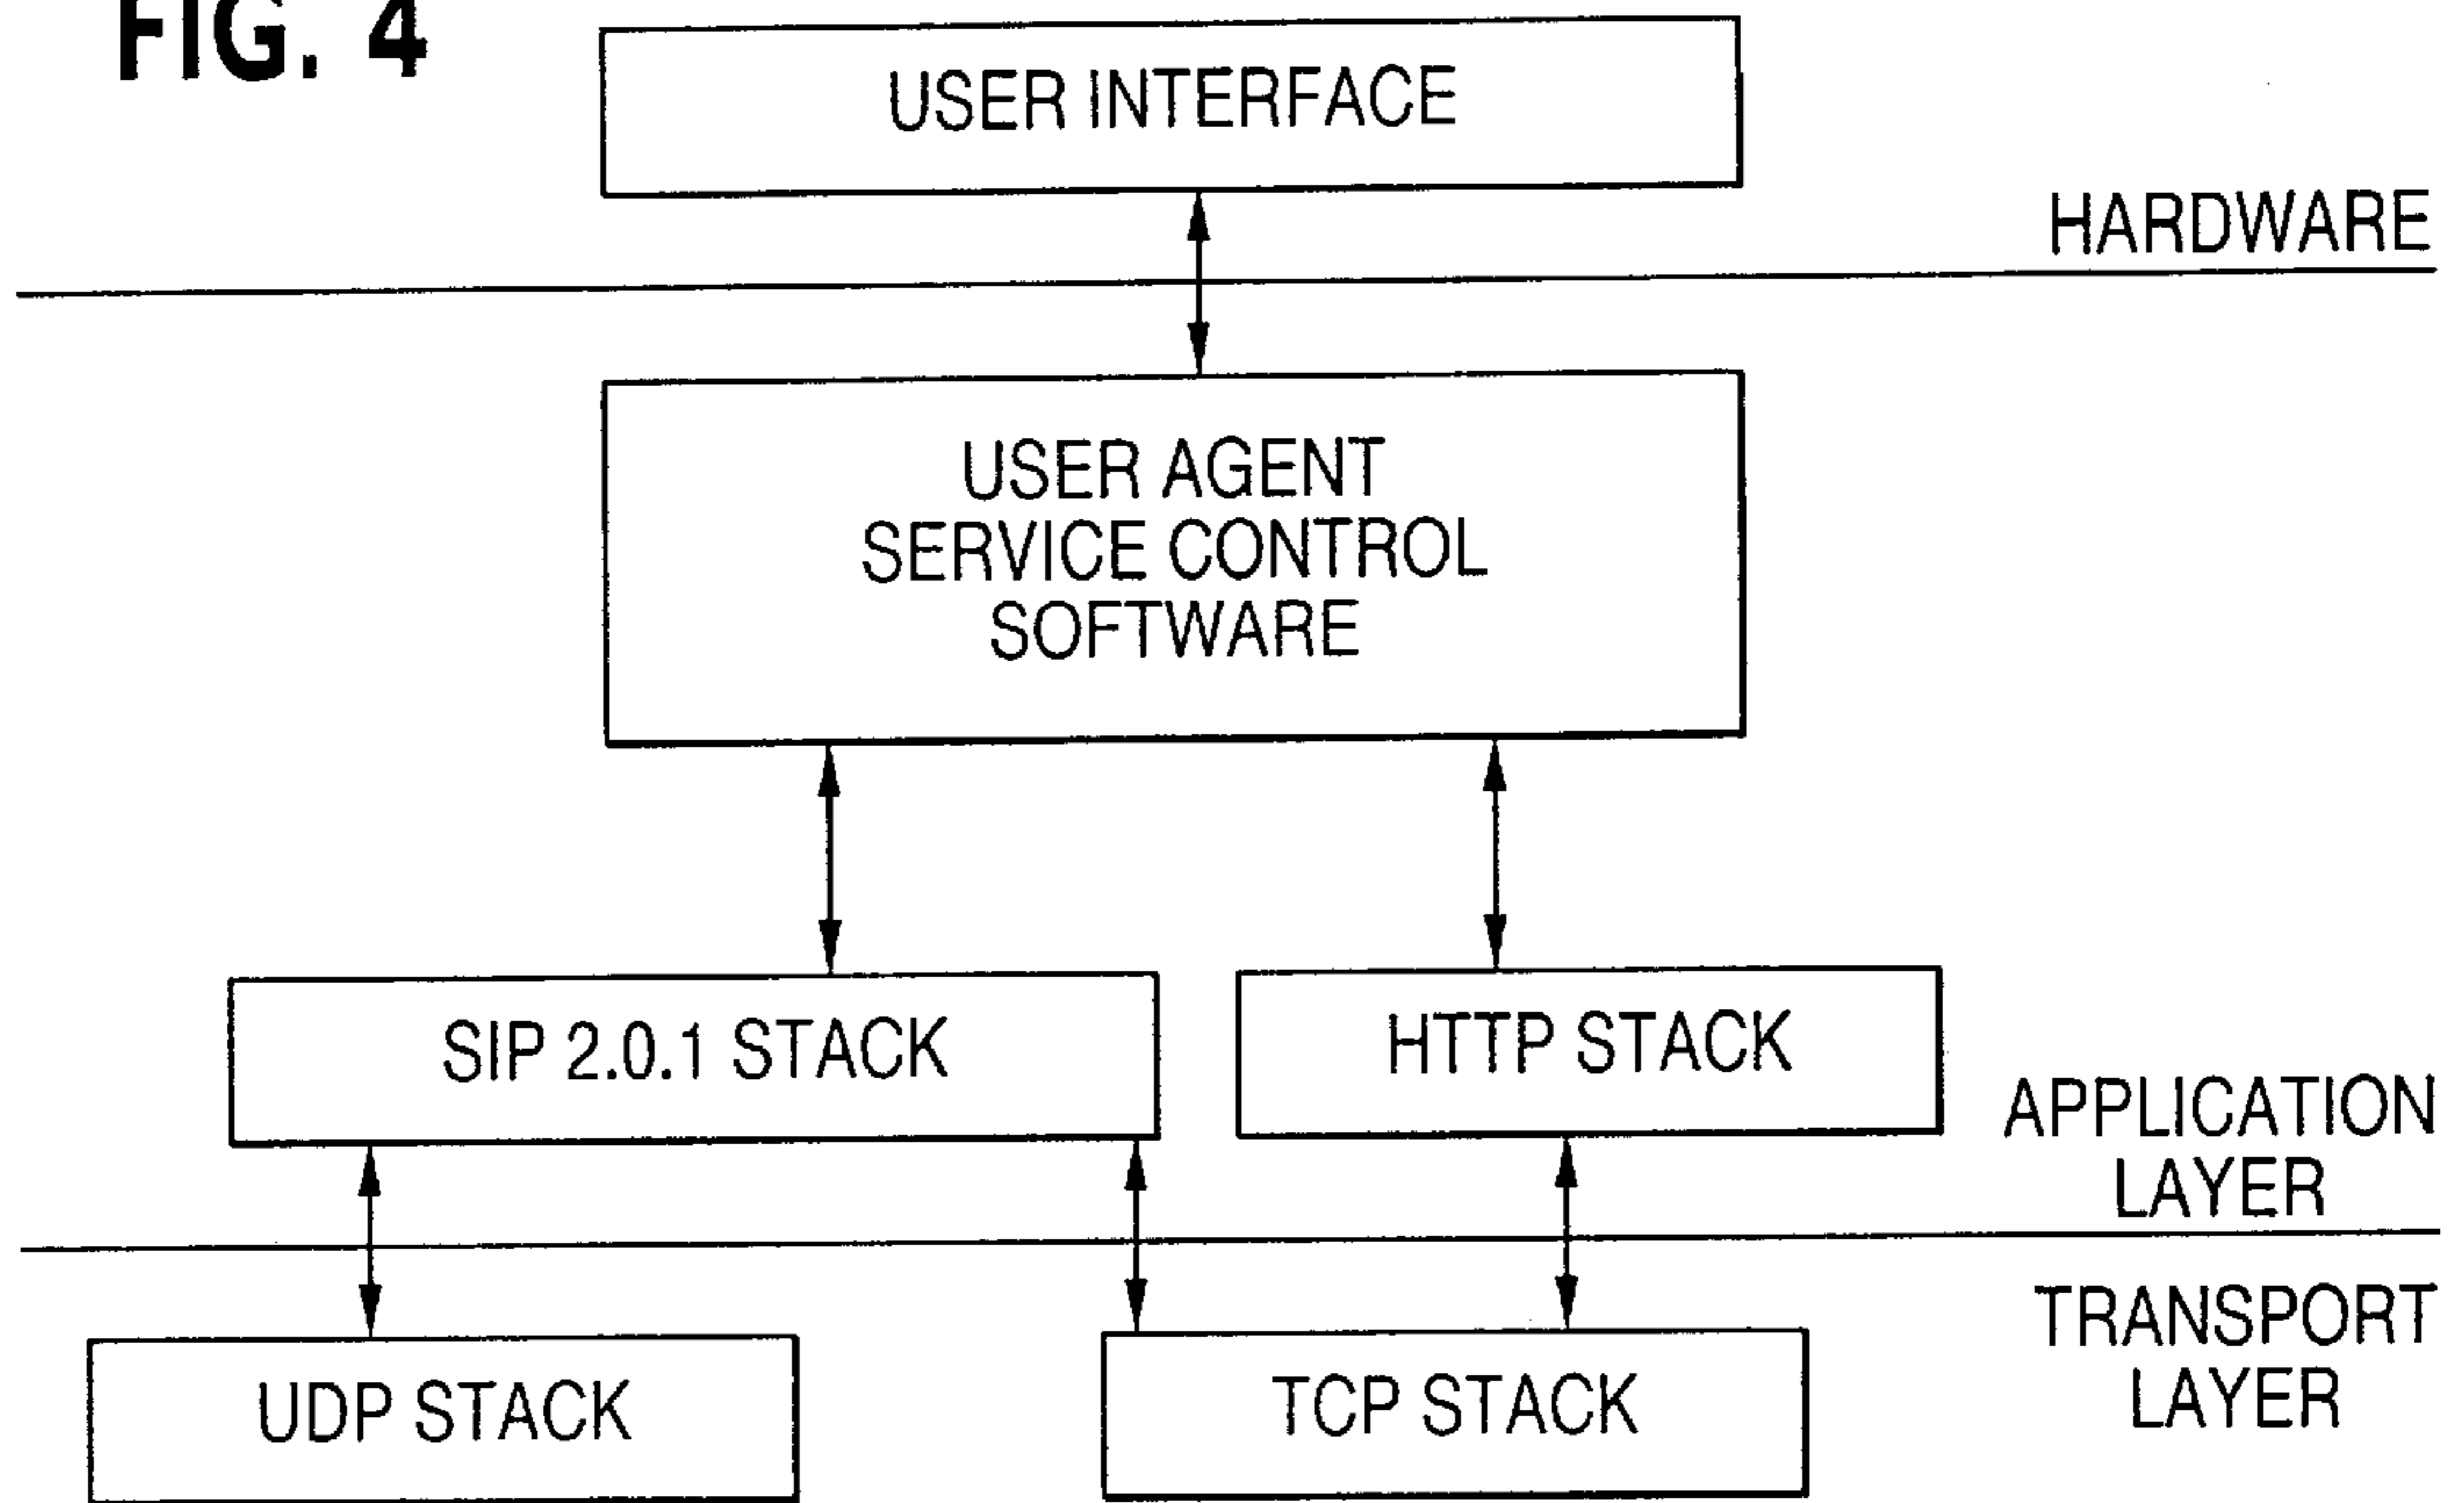 FIG. 4
USER INTERFACE
HARDWARE
USER AGENT
SERVICE CONTROL
SOFTWARE
SIP 2.0.1 STACK
HTTP STACK
APPLICATION
LAYER
TRANSPORT
LAYER
UDP STACK
TCP STACK